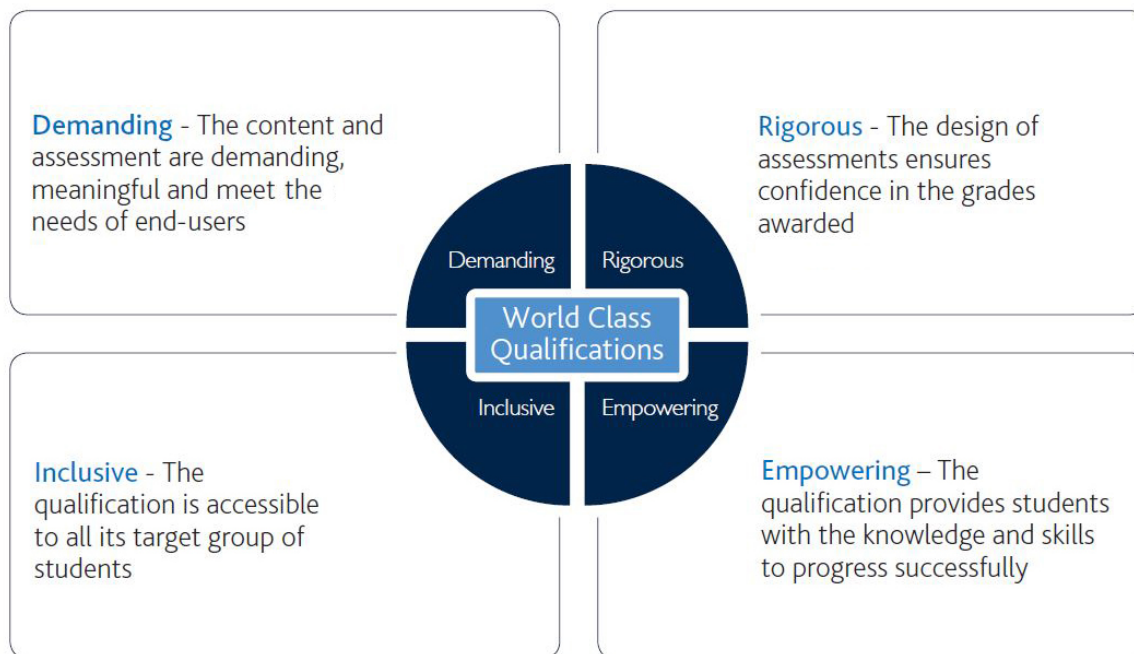 Demanding - The content and
assessment are demanding,
meaningful and meet the
needs of end-users
Rigorous - The design of
assessments ensures
confidence in the grades
awarded
Demanding
Rigorous
World Class
Qualifications
Inclusive
Empowering
Inclusive - The
qualification is accessible
to all its target group of
students
Empowering – The
qualification provides students
with the knowledge and skills
to progress successfully